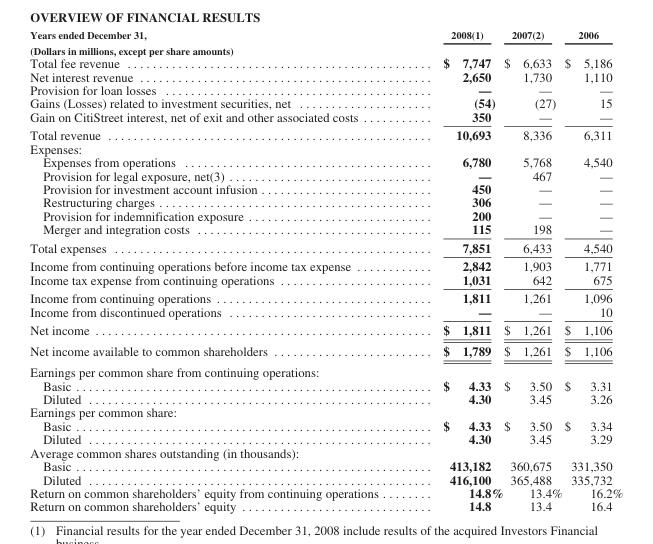 OVERVIEW OF FINANCIAL RESULTS
Years ended December 31, 2008(1) 2007(2) 2006
(Dollars in millions, except per share amounts)
Total fee revenue $ 7,747 $ 6,633 $ 5,186
Net interest revenue 2,650 1,730 1,110
Provision for loan losses — — —
Gains (Losses) related to investment securities, net (54) (27) 15
Gain on CitiStreet interest, net of exit and other associated costs 350 — —
Total revenue 10,693 8,336 6,311
Expenses:
Expenses from operations 6,780 5,768 4,540
Provision for legal exposure, net(3) — 467 —
Provision for investment account infusion 450 — —
Restructuring charges 306 — —
Provision for indemnification exposure 200 — —
Merger and integration costs 115 198 —
Total expenses 7,851 6,433 4,540
Income from continuing operations before income tax expense 2,842 1,903 1,771
Income tax expense from continuing operations 1,031 642 675
Income from continuing operations 1,811 1,261 1,096
Income from discontinued operations — — 10
Net income $ 1,811 $ 1,261 $ 1,106
Net income available to common shareholders $ 1,789 $ 1,261 $ 1,106
Earnings per common share from continuing operations:
Basic $ 4.33 $ 3.50 $ 3.31
Diluted 4.30 3.45 3.26
Earnings per common share:
Basic $ 4.33 $ 3.50 $ 3.34
Diluted 4.30 3.45 3.29
Average common shares outstanding (in thousands):
Basic 413,182 360,675 331,350
Diluted 416,100 365,488 335,732
Return on common shareholders' equity from continuing operations 14.8% 13.4% 16.2%
Return on common shareholders' equity 14.8 13.4 16.4
(1) Financial results for the year ended December 31, 2008 include results of the acquired Investors Financial